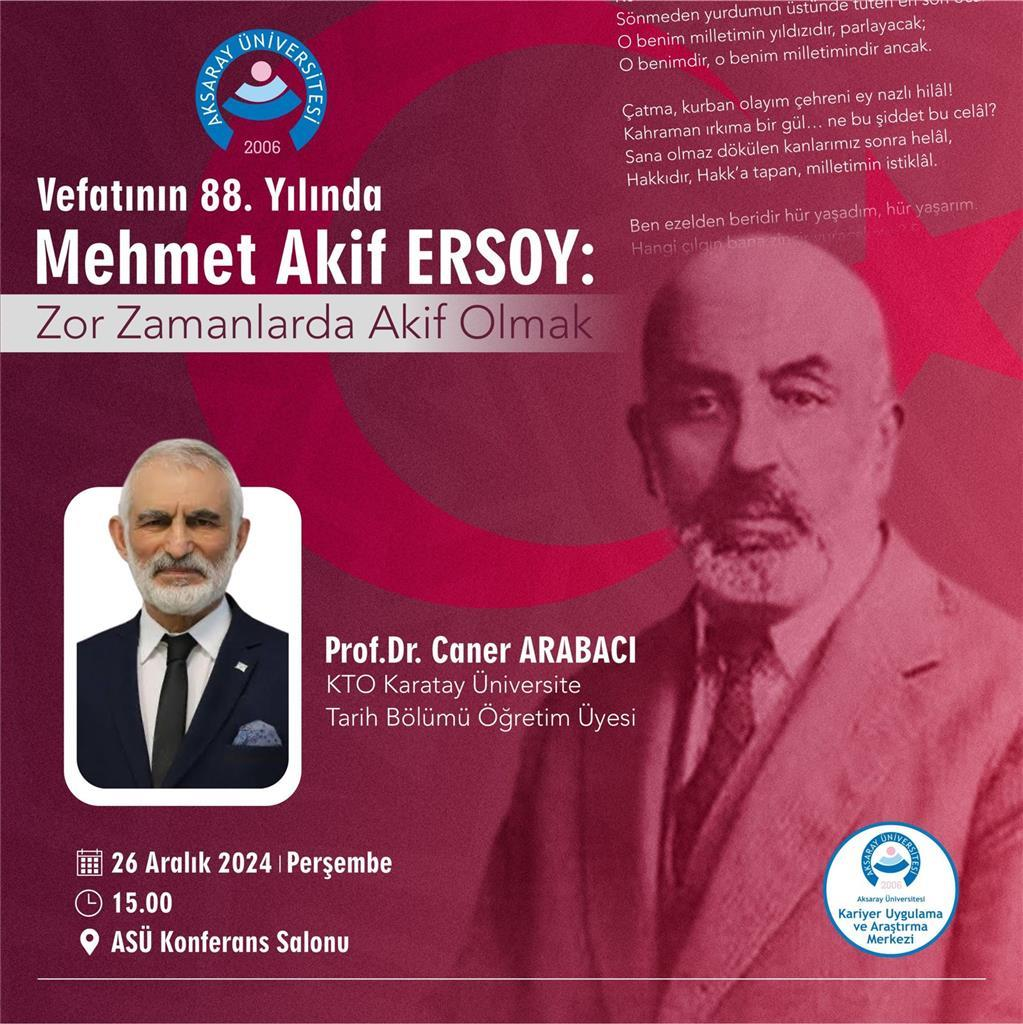 AKSARAY ÜNİVERSİTESİ
2006
Sönmeden yurdumun üstünde tüten en son
O benim milletimin yıldızıdır, parlayacak;
O benimdir, o benim milletimindir ancak.
Çatma, kurban olayım çehreni ey nazlı hilâl!
Kahraman ırkıma bir gül... ne bu şiddet bu celâl?
Sana olmaz dökülen kanlarımız sonra helâl,
Hakkıdır, Hakk'a tapan, milletimin istiklâl.
Ben ezelden beridir hür yaşadım, hür yaşarım.
Hangi çılgın bana
Vefatının 88. Yılında
Mehmet Akif ERSOY:
Zor Zamanlarda Akif Olmak
Prof.Dr. Caner ARABACI
KTO Karatay Üniversite
Tarih Bölümü Öğretim Üyesi
26 Aralık 2024 | Perşembe
15.00
ASÜ Konferans Salonu
AKSARAY ÜNİVERSİTESİ
2006
Aksaray Üniversitesi
Kariyer Uygulama
ve Araştırma
Merkezi